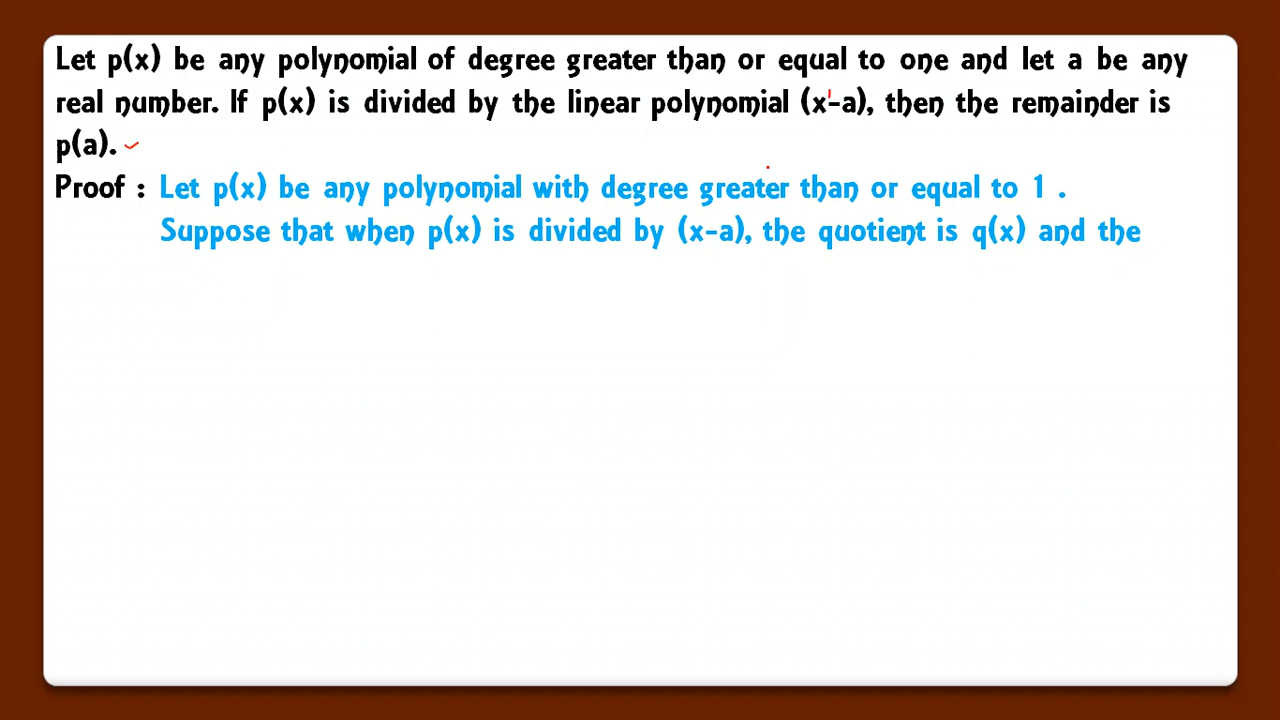 Let p(x) be any polynomial of degree greater than or equal to one and let a be any
real number. If p(x) is divided by the linear polynomial (x-a), then the remainder is
p(a).
Proof : Let p(x) be any polynomial with degree greater than or equal to 1 .
Suppose that when p(x) is divided by (x-a), the quotient is q(x) and the